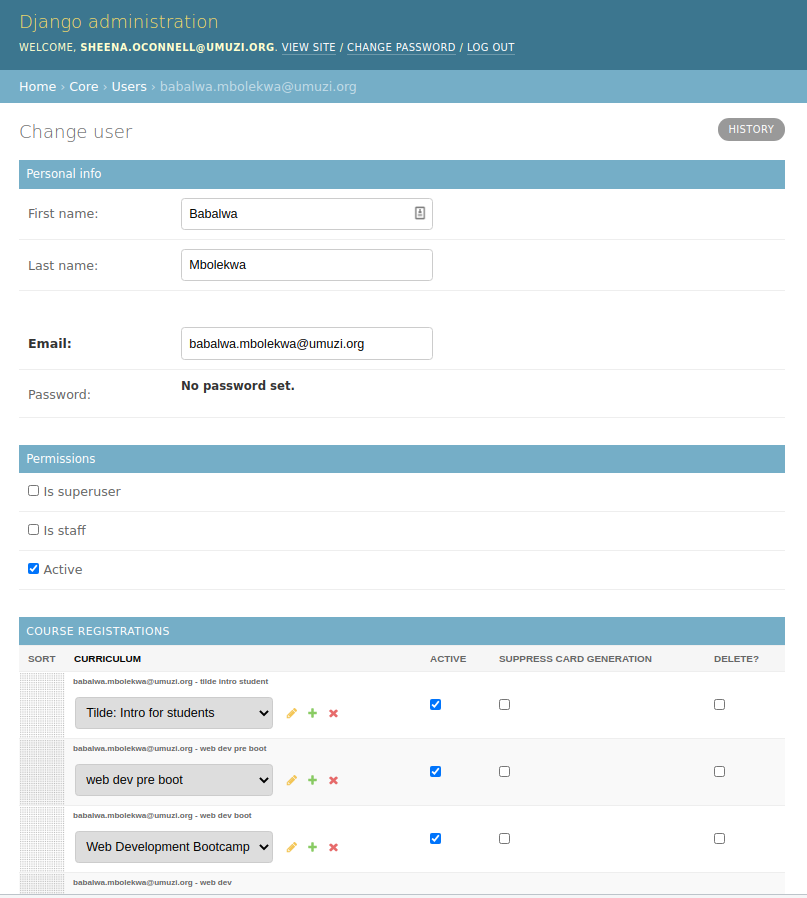 Django administration
WELCOME, SHEENA.OCONNELL@UMUZI.ORG. VIEW SITE / CHANGE PASSWORD / LOG OUT
Home › Core › Users › babalwa.mbolekwa@umuzi.org
Change user
HISTORY
Personal info
First name:
Babalwa
Last name:
Mbolekwa
Email:
babalwa.mbolekwa@umuzi.org
Password:
No password set.
Permissions
Is superuser
Is staff
Active
COURSE REGISTRATIONS
SORT CURRICULUM ACTIVE SUPPRESS CARD GENERATION DELETE?
babalwa.mbolekwa@umuzi.org - tilde intro student
Tilde: Intro for students
babalwa.mbolekwa@umuzi.org - web dev pre boot
web dev pre boot
babalwa.mbolekwa@umuzi.org - web dev boot
Web Development Bootcamp
babalwa.mbolekwa@umuzi.org - web dev